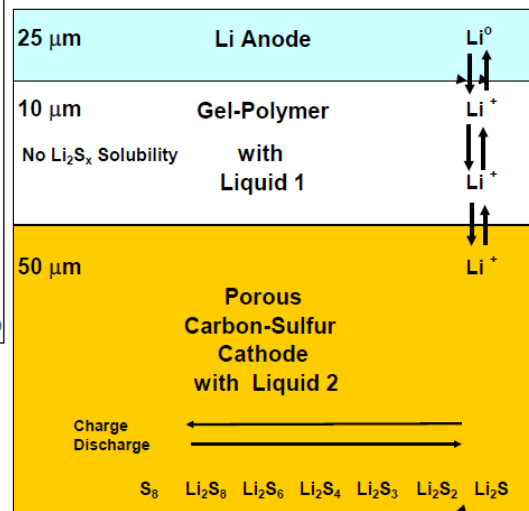 25 μm Li Anode Li⁰
10 μm Gel-Polymer Li⁺
No Li₂Sₓ Solubility with
Liquid 1 Li⁺
50 μm Li⁺
Porous
Carbon-Sulfur
Cathode
with Liquid 2
Charge
Discharge
S₈ Li₂S₈ Li₂S₆ Li₂S₄ Li₂S₃ Li₂S₂ Li₂S